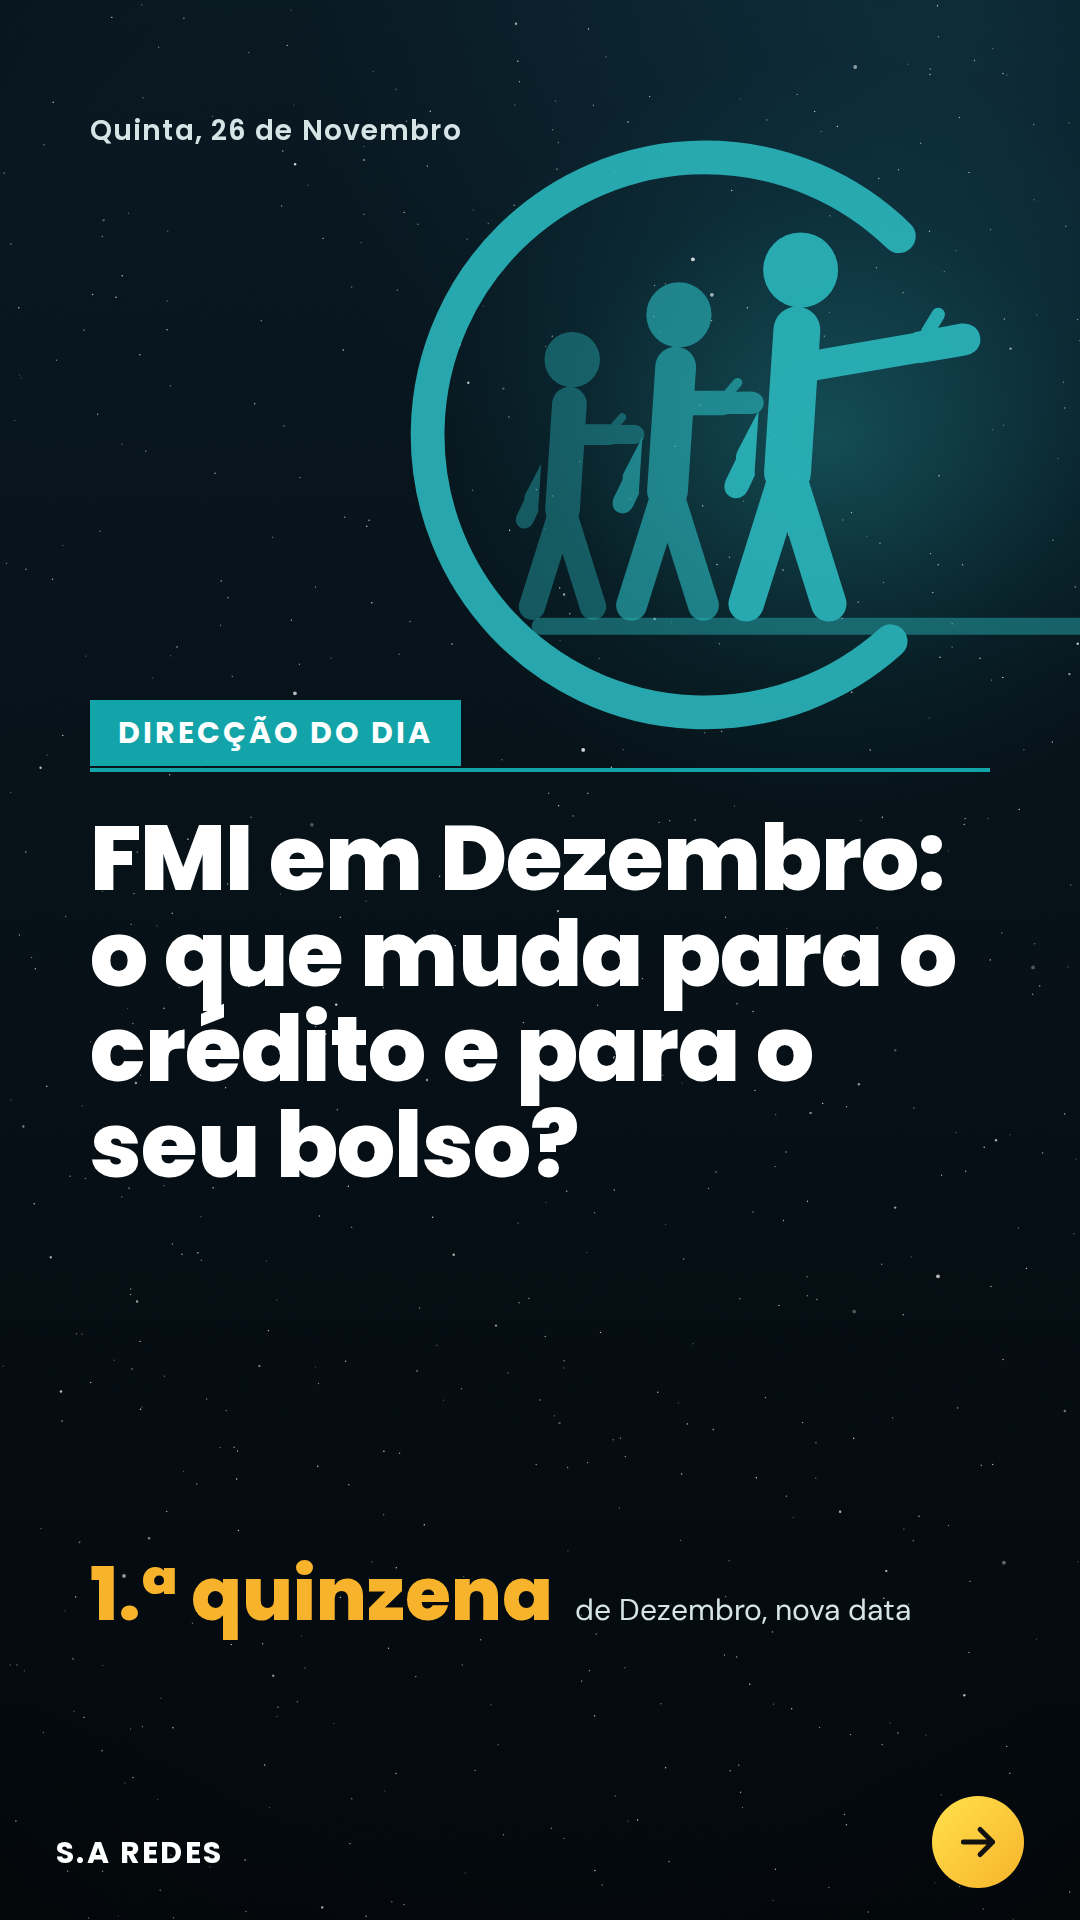 Quinta, 26 de Novembro
DIRECÇÃO DO DIA
FMI em Dezembro:
o que muda para o
crédito e para o
seu bolso?
1.ª quinzena de Dezembro, nova data
S.A REDES